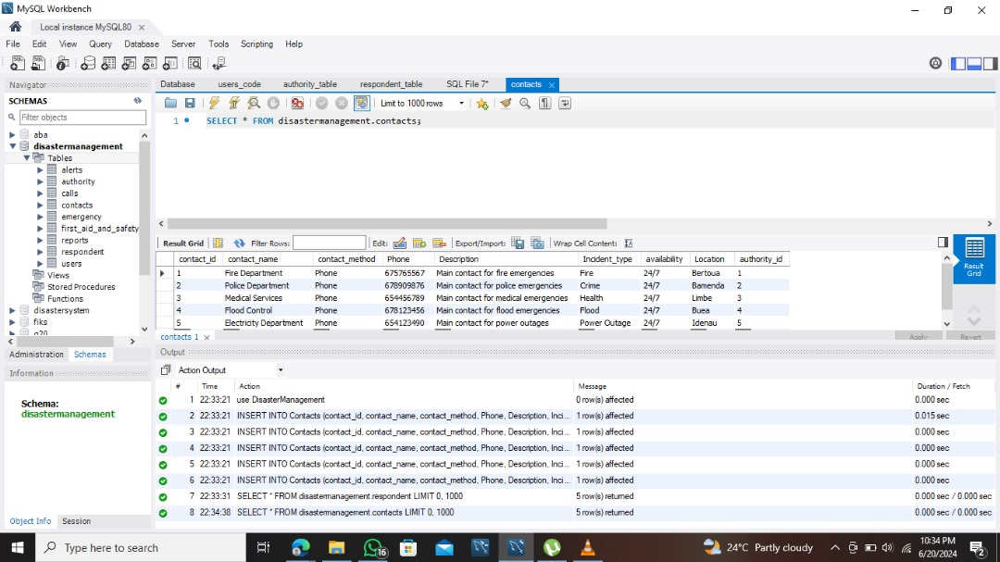 MySQL Workbench
Local instance MySQL80
File Edit View Query Database Server Tools Scripting Help
Navigator
SCHEMAS
Filter objects
aba
disastermanagement
Tables
alerts
authority
calls
contacts
emergency
first_aid_and_safety
reports
respondent
users
Views
Stored Procedures
Functions
disastersystem
fiks
g20
Administration Schemas
Information
Schema:
disastermanagement
Object Info Session
Database users_code authority_table respondent_table SQL File 7* contacts
Limit to 1000 rows
1 SELECT * FROM disastermanagement.contacts;
Result Grid Filter Rows: Edit: Export/Import: Wrap Cell Content:
contact_id contact_name contact_method Phone Description Incident_type availability Location authority_id
1 Fire Department Phone 675765567 Main contact for fire emergencies Fire 24/7 Bertoua 1
2 Police Department Phone 678909876 Main contact for police emergencies Crime 24/7 Bamenda 2
3 Medical Services Phone 654456789 Main contact for medical emergencies Health 24/7 Limbe 3
4 Flood Control Phone 678123456 Main contact for flood emergencies Flood 24/7 Buea 4
5 Electricity Department Phone 654123490 Main contact for power outages Power Outage 24/7 Idenau 5
Result
Grid
contacts 1 Apply Revert
Output
Action Output
# Time Action Message Duration / Fetch
1 22:33:21 use DisasterManagement 0 row(s) affected 0.000 sec
2 22:33:21 INSERT INTO Contacts (contact_id, contact_name, contact_method, Phone, Description, Inci... 1 row(s) affected 0.015 sec
3 22:33:21 INSERT INTO Contacts (contact_id, contact_name, contact_method, Phone, Description, Inci... 1 row(s) affected 0.000 sec
4 22:33:21 INSERT INTO Contacts (contact_id, contact_name, contact_method, Phone, Description, Inci... 1 row(s) affected 0.000 sec
5 22:33:21 INSERT INTO Contacts (contact_id, contact_name, contact_method, Phone, Description, Inci... 1 row(s) affected 0.000 sec
6 22:33:21 INSERT INTO Contacts (contact_id, contact_name, contact_method, Phone, Description, Inci... 1 row(s) affected 0.000 sec
7 22:33:31 SELECT * FROM disastermanagement.respondent LIMIT 0, 1000 5 row(s) returned 0.000 sec / 0.000 sec
8 22:34:38 SELECT * FROM disastermanagement.contacts LIMIT 0, 1000 5 row(s) returned 0.000 sec / 0.000 sec
Type here to search
16
24°C Partly cloudy
10:34 PM
6/20/2024
2